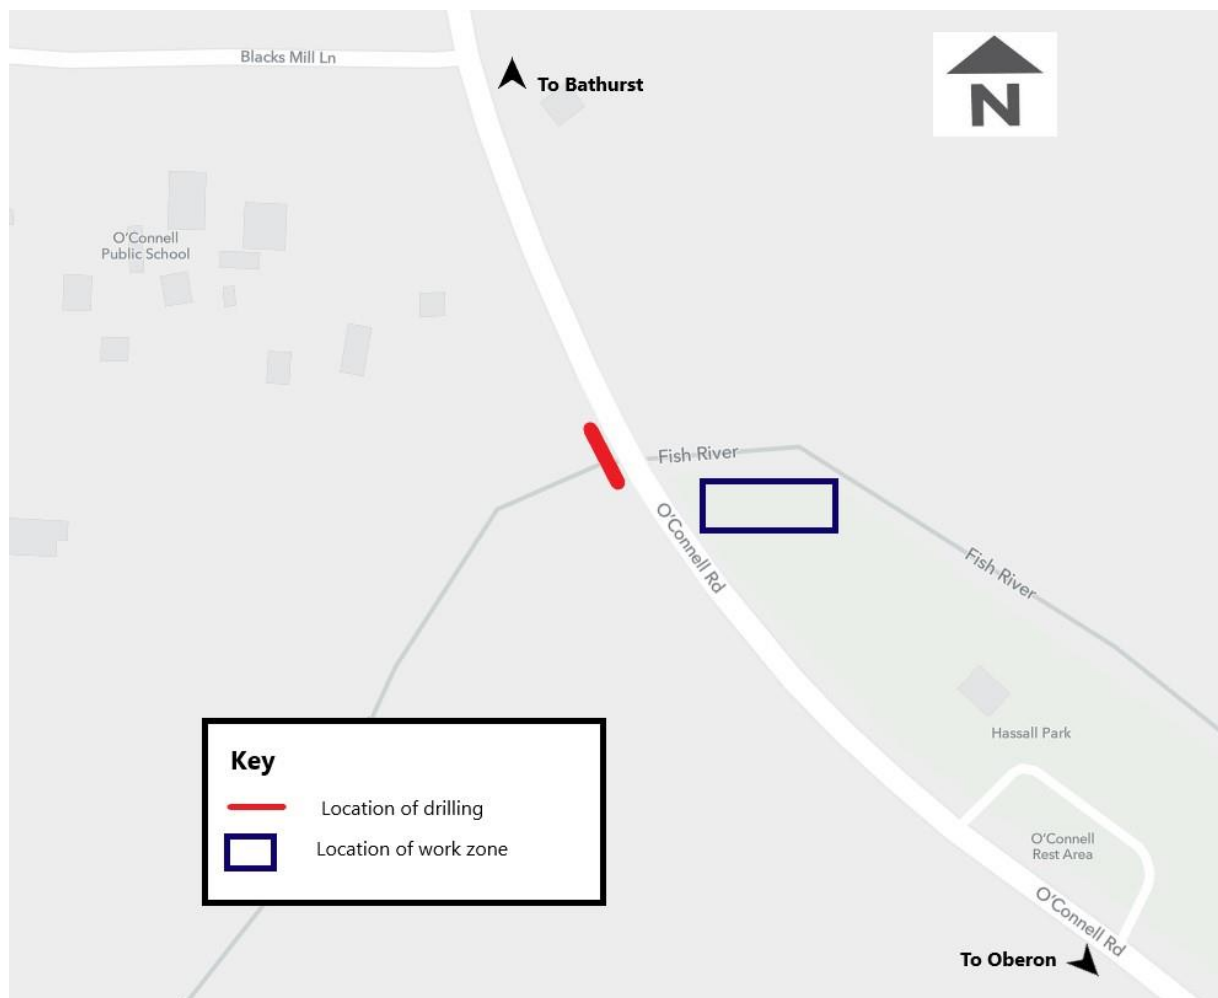 Blacks Mill Ln
To Bathurst
N
O'Connell
Public School
Fish River
O'Connell Rd
Fish River
Hassall Park
Key
Location of drilling
Location of work zone
O'Connell
Rest Area
O'Connell Rd
To Oberon